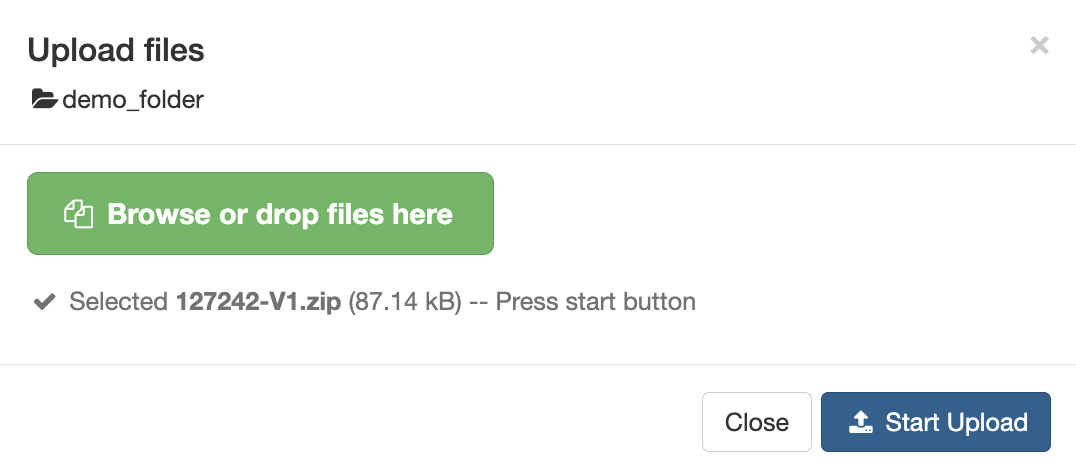 Upload files
×
demo_folder
Browse or drop files here
Selected 127242-V1.zip (87.14 kB) -- Press start button
Close
Start Upload